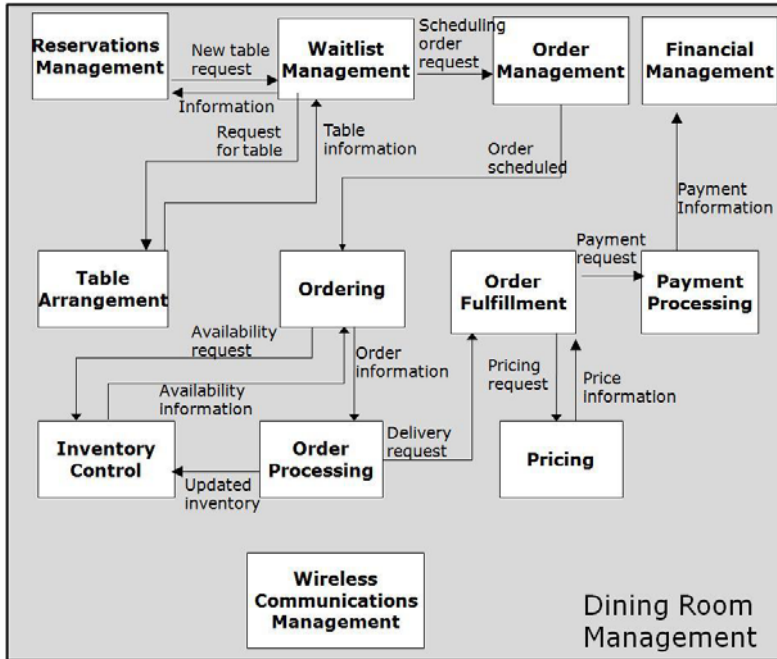 Reservations
Management
New table
request
Information
Waitlist
Management
Scheduling
order
request
Order
Management
Financial
Management
Request
for table
Table
information
Order
scheduled
Payment
Information
Table
Arrangement
Ordering
Order
Fulfillment
Payment
request
Payment
Processing
Availability
request
Availability
information
Order
information
Pricing
request
Price
information
Inventory
Control
Updated
inventory
Order
Processing
Delivery
request
Pricing
Wireless
Communications
Management
Dining Room
Management